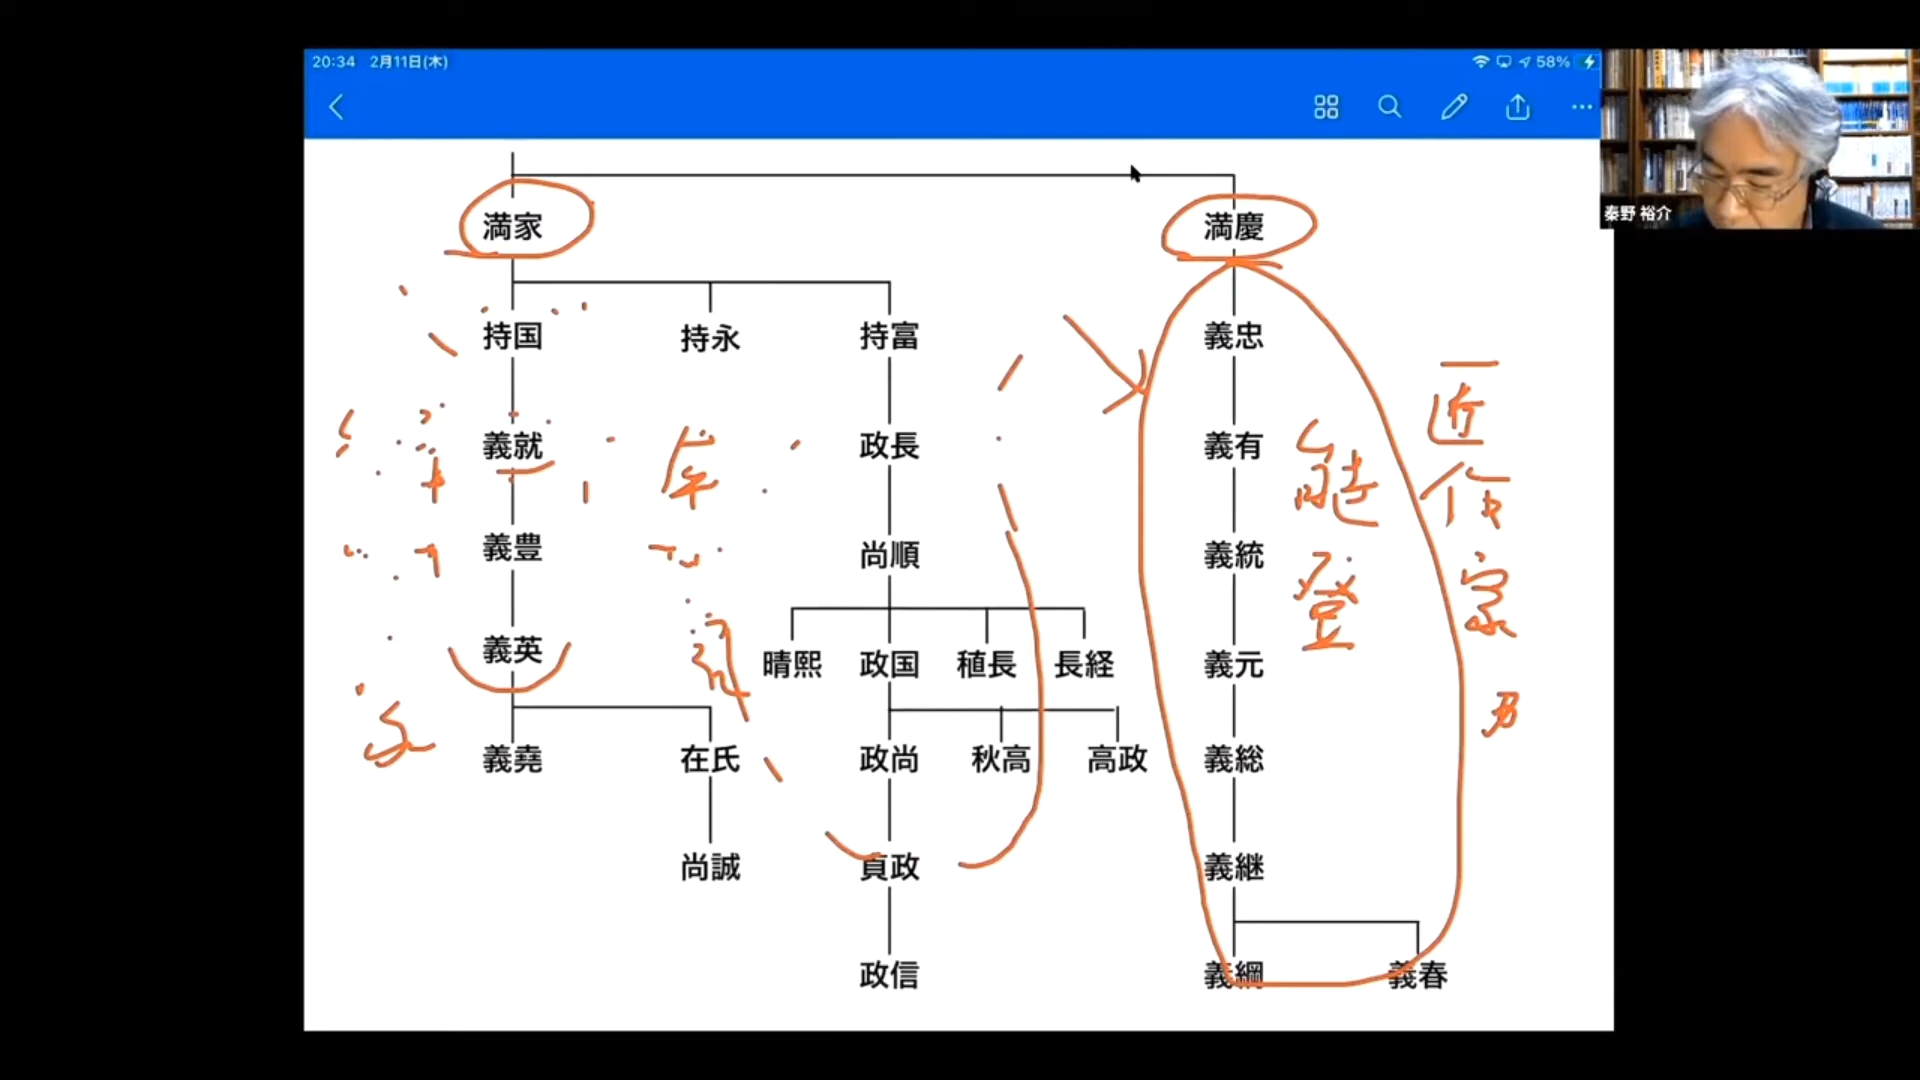 20:34 2月11日(木)
58%
秦野 裕介
満家
満慶
持国
持永
持富
義忠
義就
政長
義有
能登
義豊
尚順
義統
義英
晴熙
政国
稙長
長経
義元
義堯
在氏
政尚
秋高
高政
義総
尚誠
貞政
義継
政信
義綱
義春